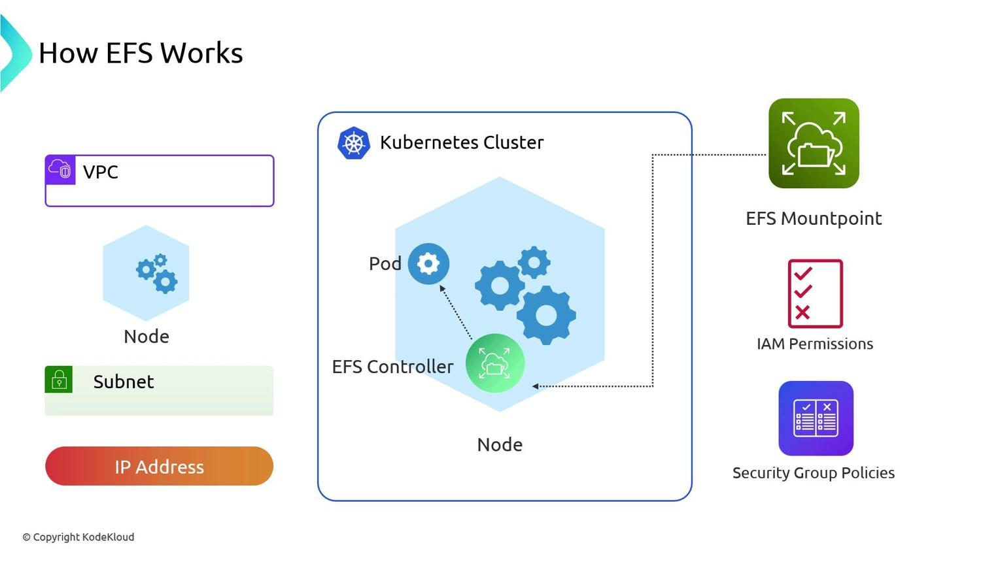 How EFS Works
VPC
Node
Subnet
IP Address
Kubernetes Cluster
Pod
EFS Controller
Node
EFS Mountpoint
IAM Permissions
Security Group Policies
© Copyright KodeKloud